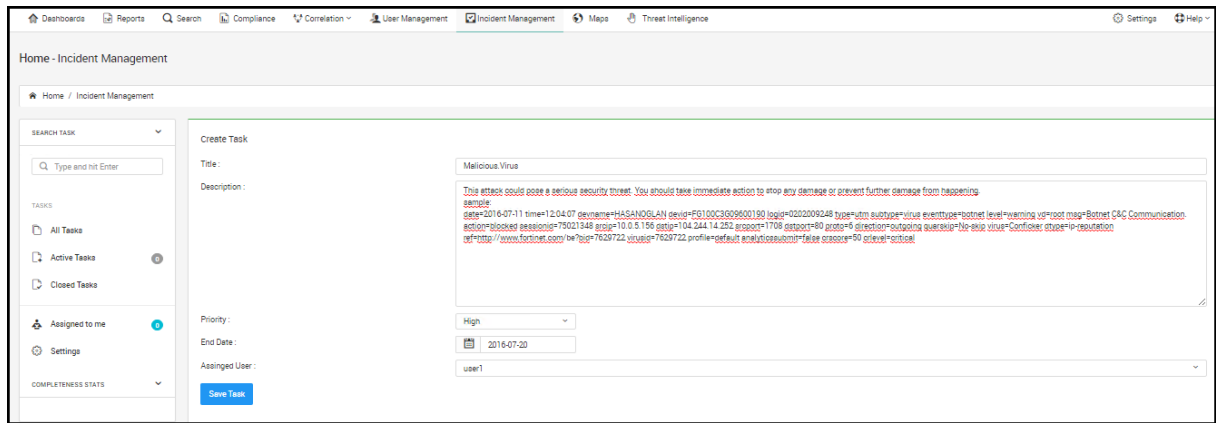 Dashboards Reports Search Compliance Correlation User Management Incident Management Maps Threat Intelligence Settings Help
Home - Incident Management
Home / Incident Management
SEARCH TASK
Type and hit Enter
TASKS
All Tasks
Active Tasks 0
Closed Tasks
Assigned to me 0
Settings
COMPLETENESS STATS
Create Task
Title :
Malicious.Virus
Description :
This attack could pose a serious security threat. You should take immediate action to stop any damage or prevent further damage from happening.
sample:
date=2016-07-11 time=12:04:07 devname=HASANOGLAN devid=FG100C3G09600190 logid=0202009248 type=utm subtype=virus eventtype=botnet level=warning vd=root msg=Botnet C&C Communication.
action=blocked sessionid=75021348 srcip=10.0.5.156 dstip=104.244.14.252 srcport=1708 dstport=80 proto=6 direction=outgoing quarskip=No-skip virus=Conficker dtype=ip-reputation
ref=http://www.fortinet.com/be?bid=7629722 virusid=7629722 profile=default analyticssubmit=false crscore=50 crlevel=critical
Priority :
High
End Date :
2016-07-20
Assinged User :
user1
Save Task